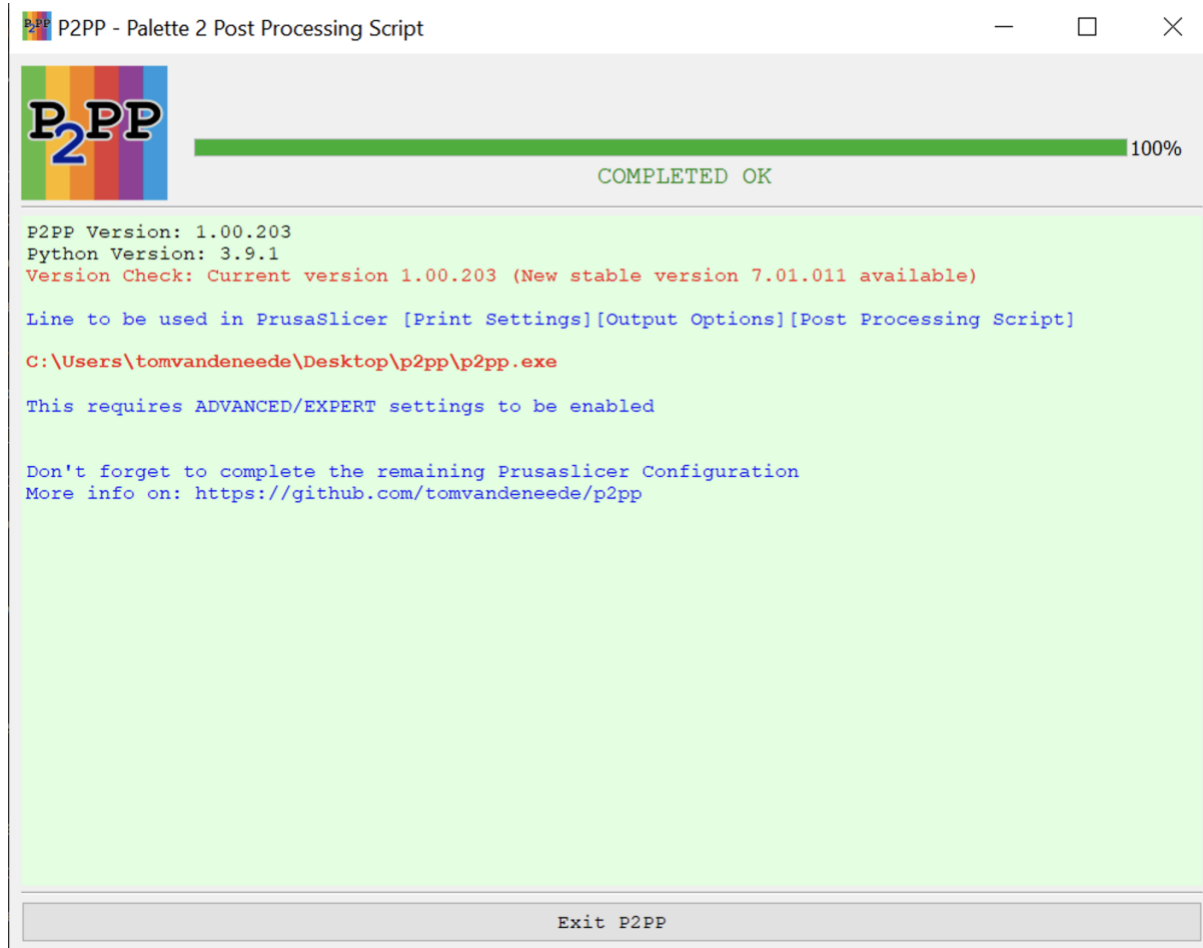 P2PP P2PP - Palette 2 Post Processing Script
P2PP
100%
COMPLETED OK
P2PP Version: 1.00.203
Python Version: 3.9.1
Version Check: Current version 1.00.203 (New stable version 7.01.011 available)
Line to be used in PrusaSlicer [Print Settings][Output Options][Post Processing Script]
C:\Users\tomvandeneede\Desktop\p2pp\p2pp.exe
This requires ADVANCED/EXPERT settings to be enabled
Don't forget to complete the remaining Prusaslicer Configuration
More info on: https://github.com/tomvandeneede/p2pp
Exit P2PP